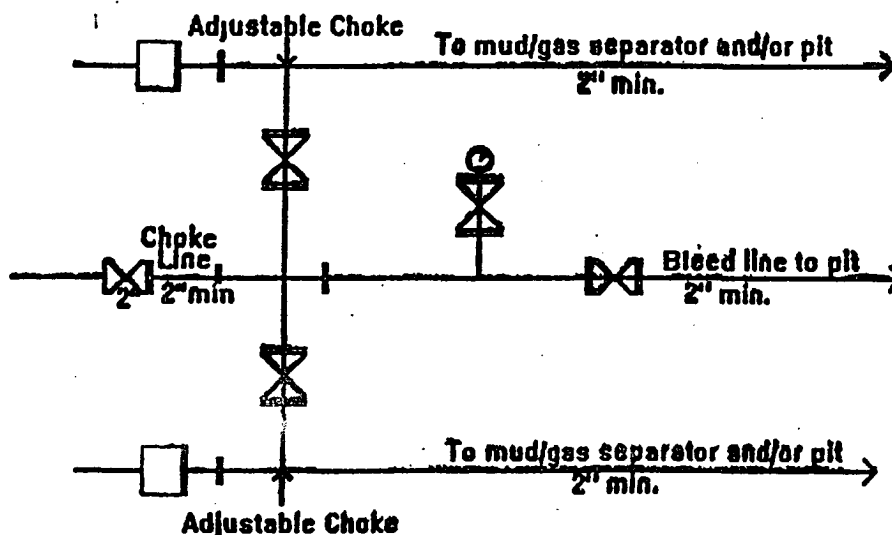 Adjustable Choke
To mud/gas separator and/or pit
2" min.
Choke
Line
2"
2" min
Bleed line to pit
2" min.
To mud/gas separator and/or pit
2" min.
Adjustable Choke